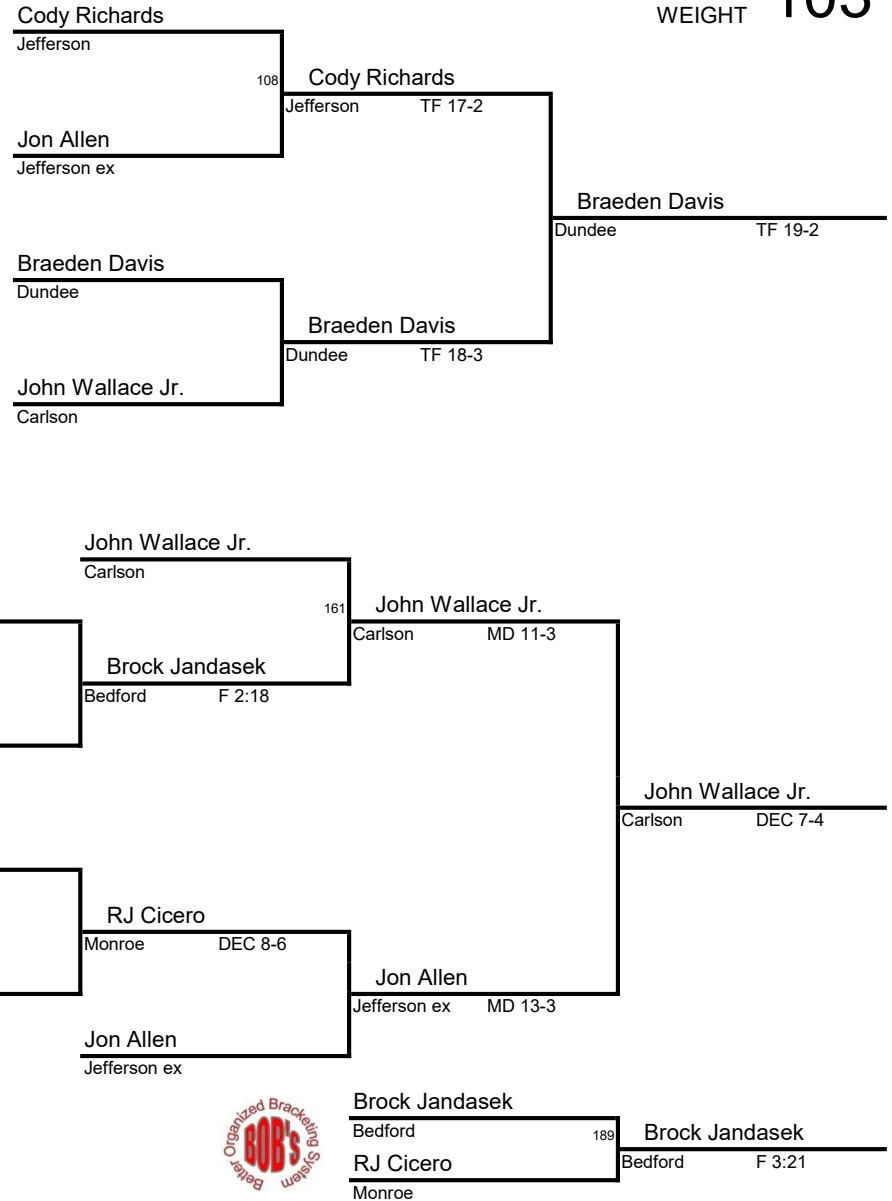 Cody Richards
WEIGHT 103
Jefferson
108 Cody Richards
Jefferson TF 17-2
Jon Allen
Jefferson ex
Braeden Davis
Dundee TF 19-2
Braeden Davis
Dundee
Braeden Davis
Dundee TF 18-3
John Wallace Jr.
Carlson
John Wallace Jr.
Carlson
161 John Wallace Jr.
Carlson MD 11-3
Brock Jandasek
Bedford F 2:18
John Wallace Jr.
Carlson DEC 7-4
RJ Cicero
Monroe DEC 8-6
Jon Allen
Jefferson ex MD 13-3
Jon Allen
Jefferson ex
Brock Jandasek
Bedford
189 Brock Jandasek
Bedford F 3:21
RJ Cicero
Monroe
Better Organized Bracketing System
BOB's